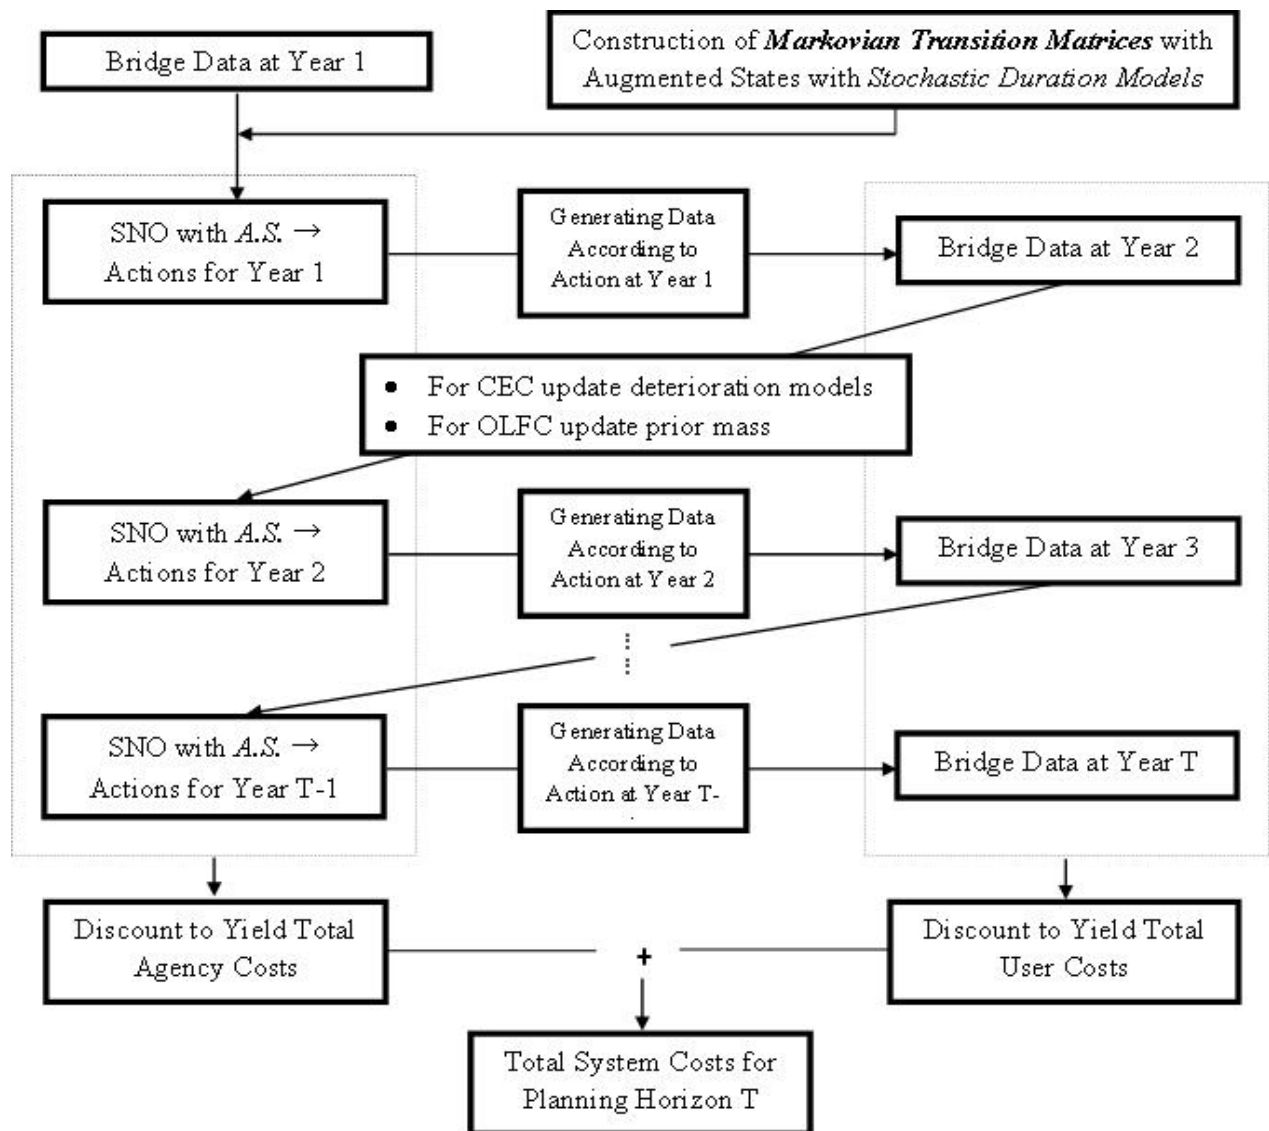 Bridge Data at Year 1
Construction of Markovian Transition Matrices with
Augmented States with Stochastic Duration Models
SNO with A.S. →
Actions for Year 1
Generating Data
According to
Action at Year 1
Bridge Data at Year 2
• For CEC update deterioration models
• For OLFC update prior mass
SNO with A.S. →
Actions for Year 2
Generating Data
According to
Action at Year 2
Bridge Data at Year 3
SNO with A.S. →
Actions for Year T-1
Generating Data
According to
Action at Year T-
Bridge Data at Year T
Discount to Yield Total
Agency Costs
+
Discount to Yield Total
User Costs
Total System Costs for
Planning Horizon T